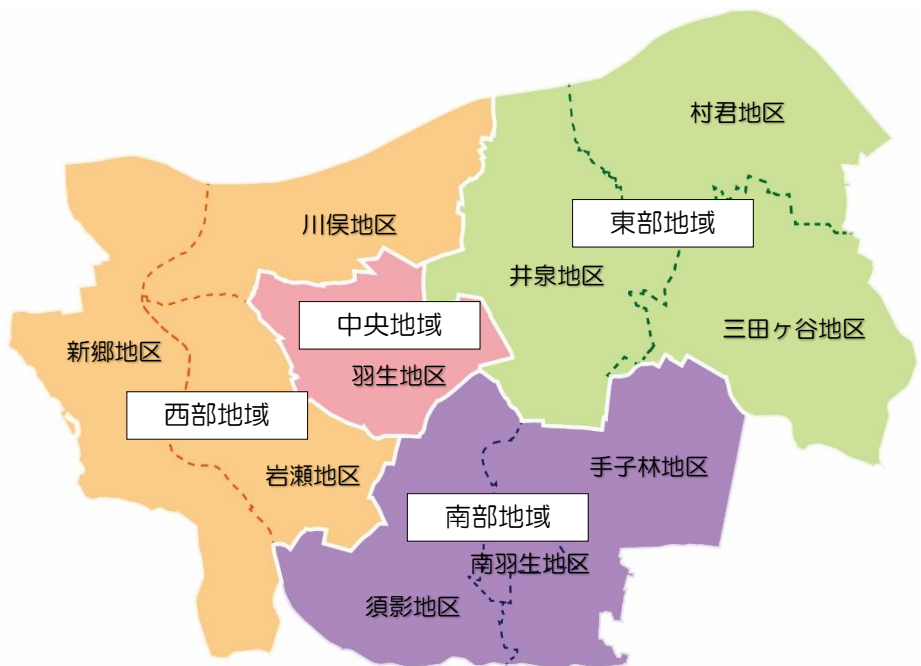 村君地区
川俣地区
東部地域
井泉地区
中央地域
三田ヶ谷地区
新郷地区
羽生地区
西部地域
岩瀬地区
手子林地区
南部地域
南羽生地区
須影地区